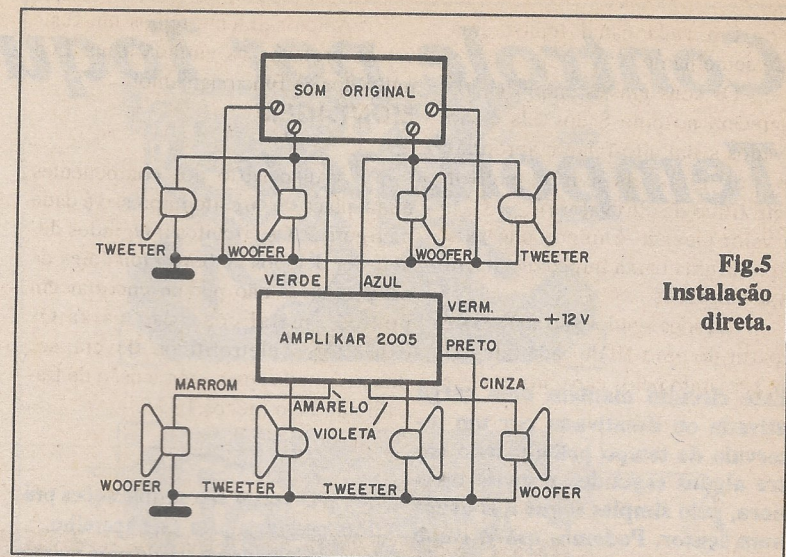 SOM ORIGINAL
TWEETER
WOOFER
WOOFER
TWEETER
VERDE
AZUL
Fig.5
Instalação
direta.
VERM.
+12 V
AMPLIKAR 2005
PRETO
MARROM
AMARELO
VIOLETA
CINZA
WOOFER
TWEETER
TWEETER
WOOFER